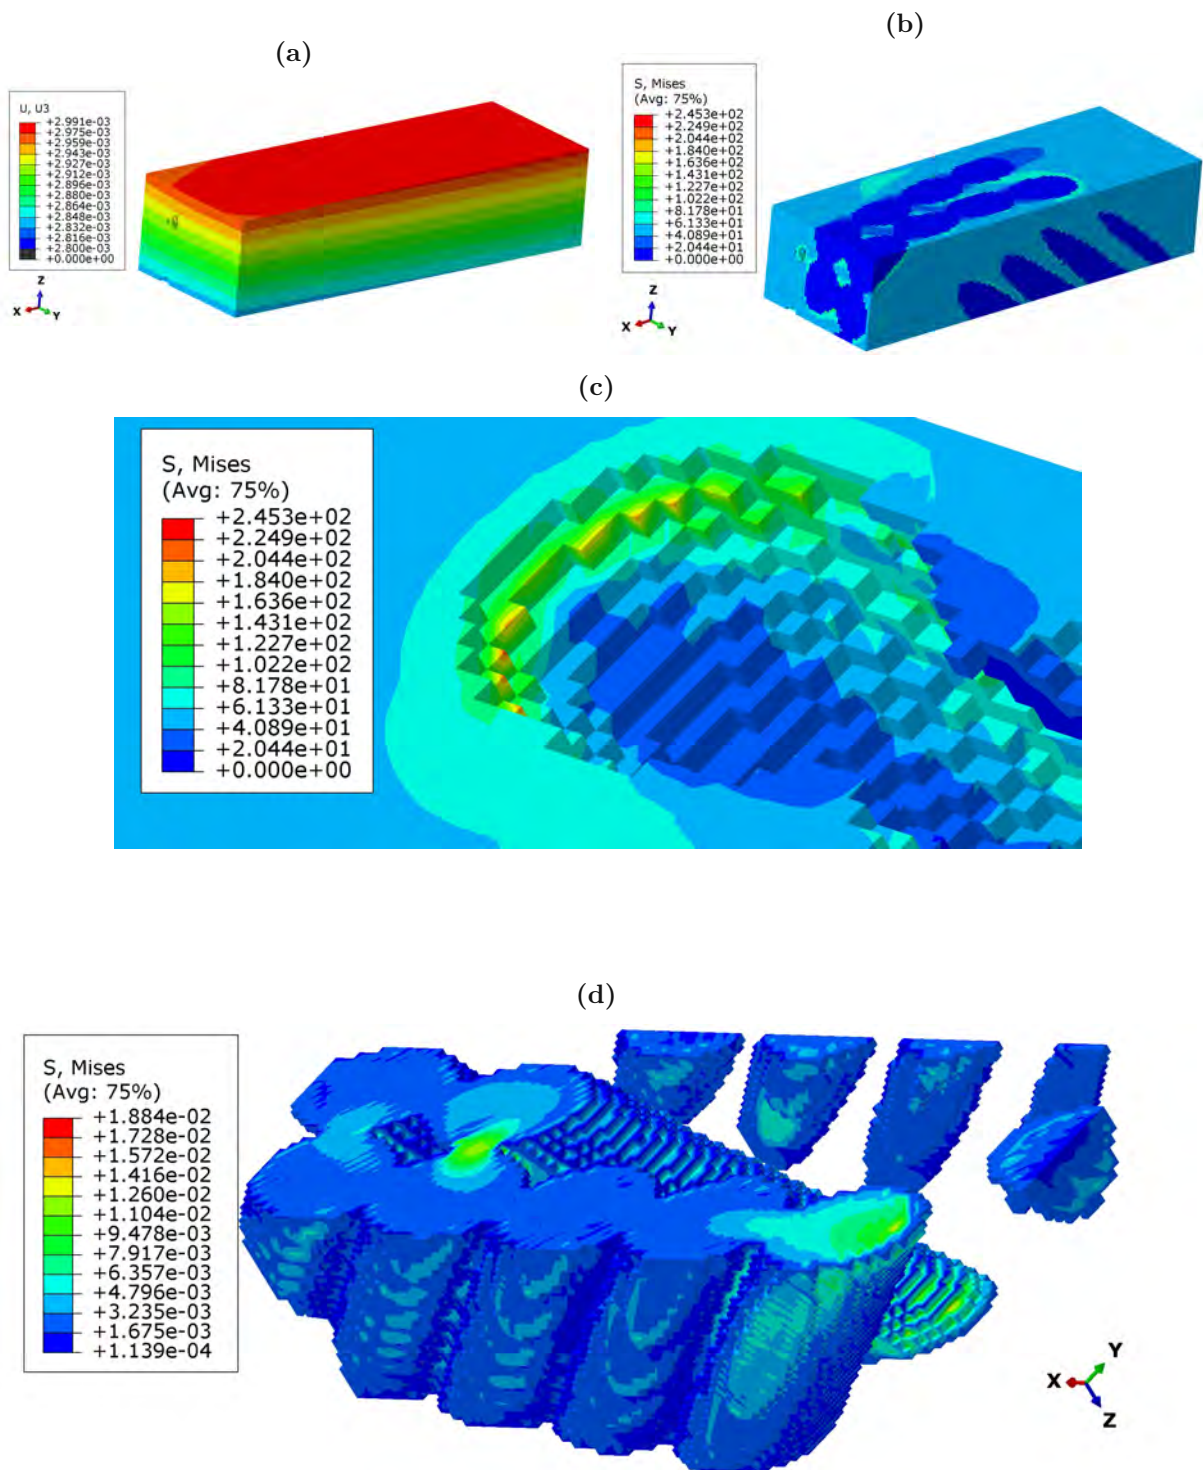 (a)
U, U3
+2.991e-03
+2.975e-03
+2.959e-03
+2.943e-03
+2.927e-03
+2.912e-03
+2.896e-03
+2.880e-03
+2.864e-03
+2.848e-03
+2.832e-03
+2.816e-03
+2.800e-03
+0.000e+00
Z
X
Y
(b)
S, Mises
(Avg: 75%)
+2.453e+02
+2.249e+02
+2.044e+02
+1.840e+02
+1.636e+02
+1.431e+02
+1.227e+02
+1.022e+02
+8.178e+01
+6.133e+01
+4.089e+01
+2.044e+01
+0.000e+00
Z
X
Y
(c)
S, Mises
(Avg: 75%)
+2.453e+02
+2.249e+02
+2.044e+02
+1.840e+02
+1.636e+02
+1.431e+02
+1.227e+02
+1.022e+02
+8.178e+01
+6.133e+01
+4.089e+01
+2.044e+01
+0.000e+00
(d)
S, Mises
(Avg: 75%)
+1.884e-02
+1.728e-02
+1.572e-02
+1.416e-02
+1.260e-02
+1.104e-02
+9.478e-03
+7.917e-03
+6.357e-03
+4.796e-03
+3.235e-03
+1.675e-03
+1.139e-04
Y
X
Z